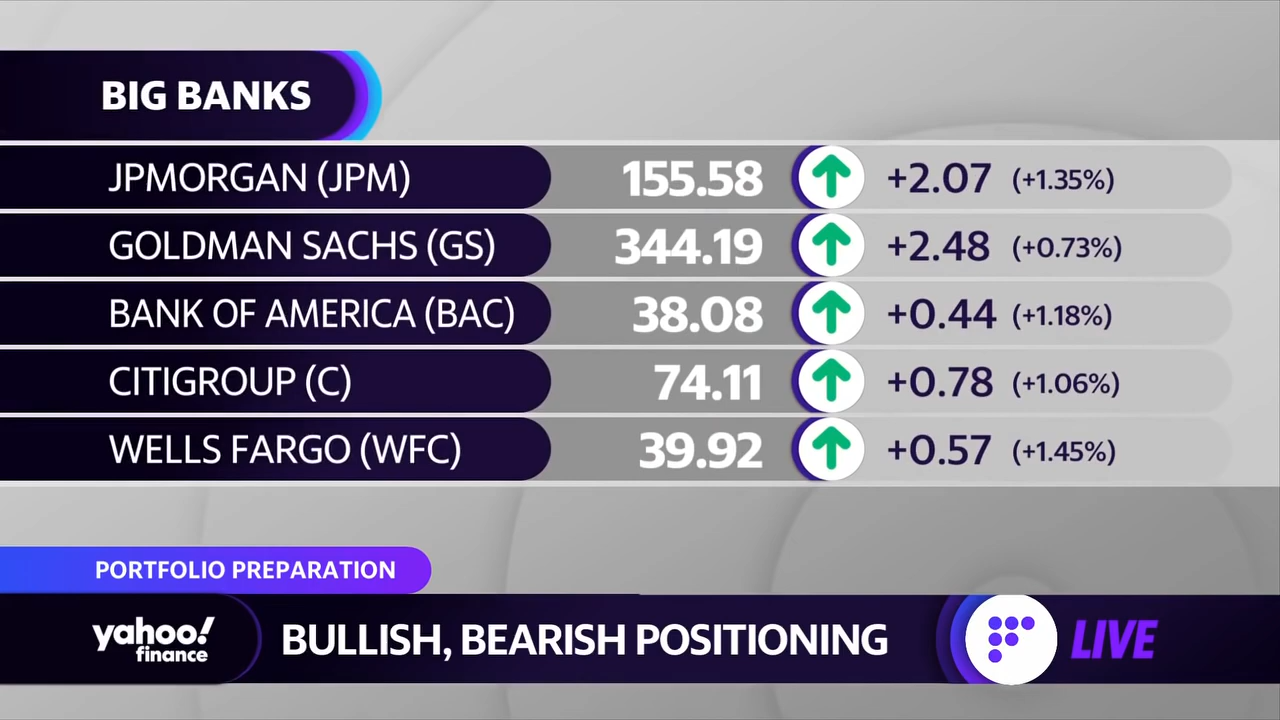 BIG BANKS
JPMORGAN (JPM) 155.58 +2.07 (+1.35%)
GOLDMAN SACHS (GS) 344.19 +2.48 (+0.73%)
BANK OF AMERICA (BAC) 38.08 +0.44 (+1.18%)
CITIGROUP (C) 74.11 +0.78 (+1.06%)
WELLS FARGO (WFC) 39.92 +0.57 (+1.45%)
PORTFOLIO PREPARATION
yahoo!
finance
BULLISH, BEARISH POSITIONING
LIVE